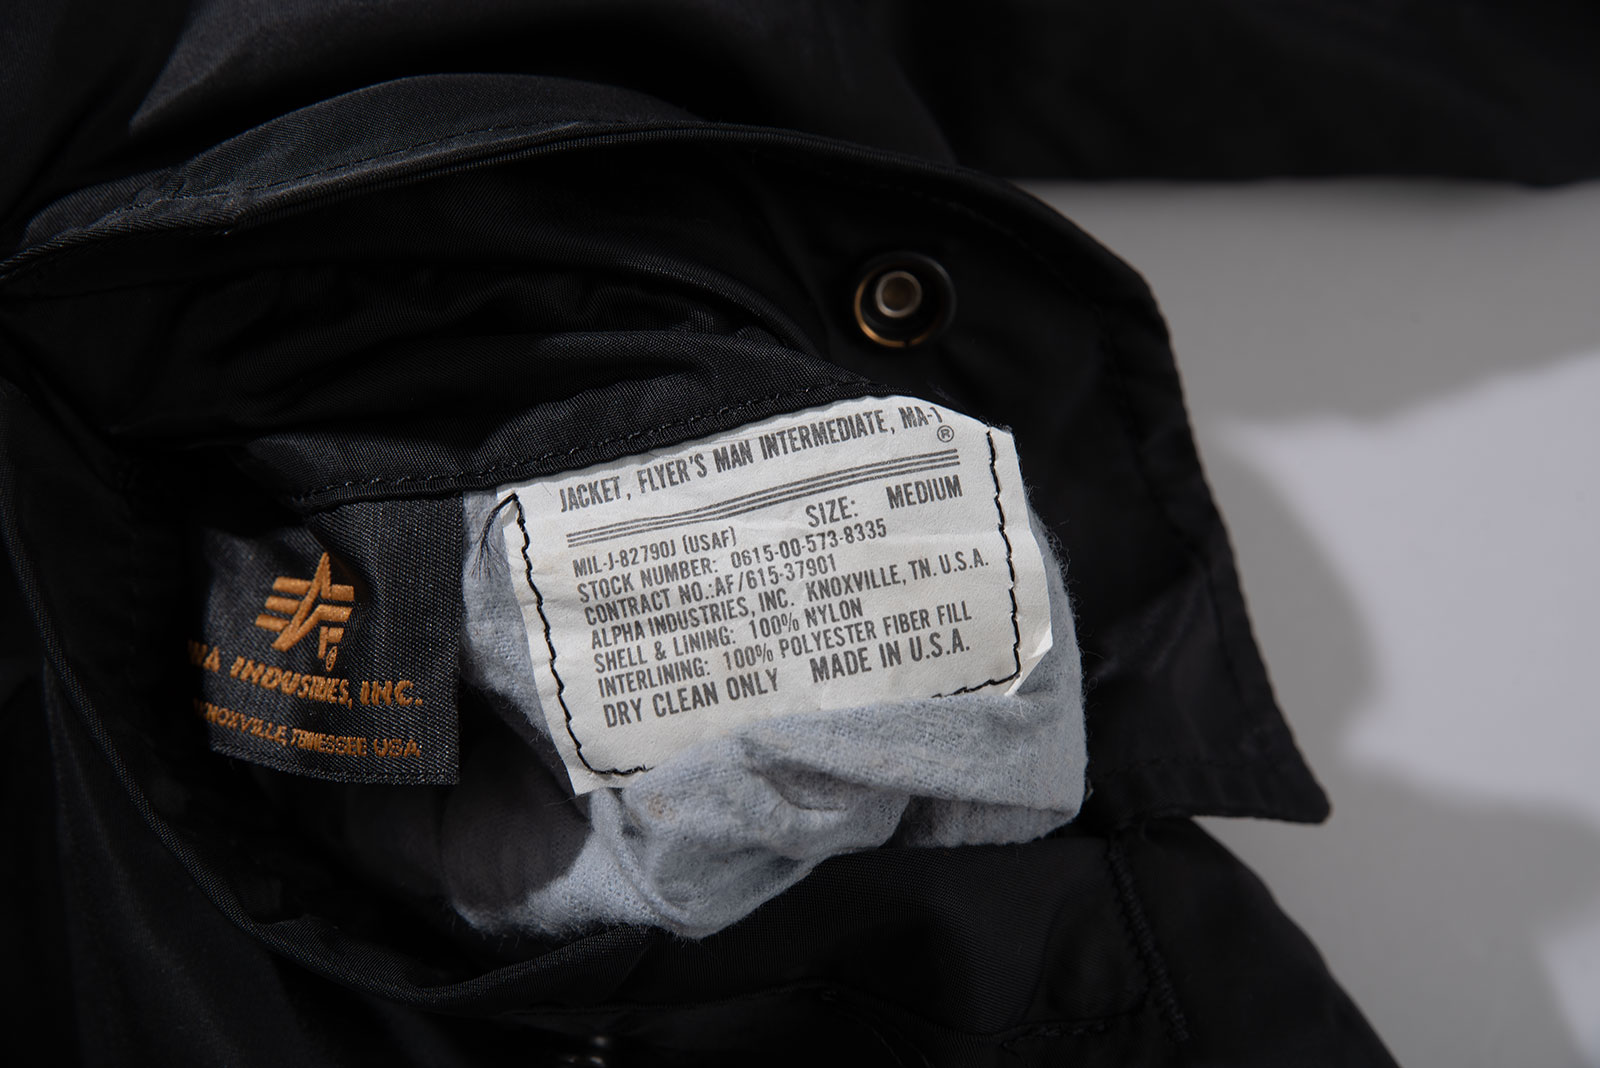 JACKET, FLYER'S MAN INTERMEDIATE, MA-1
®
SIZE: MEDIUM
MIL-J-82790J (USAF)
STOCK NUMBER: 0615-00-573-8335
CONTRACT NO.:AF/615-37901
ALPHA INDUSTRIES, INC. KNOXVILLE, TN. U.S.A.
SHELL & LINING: 100% NYLON
INTERLINING: 100% POLYESTER FIBER FILL
DRY CLEAN ONLY MADE IN U.S.A.
®
INDUSTRIES, INC.
KNOXVILLE, TENNESSEE USA